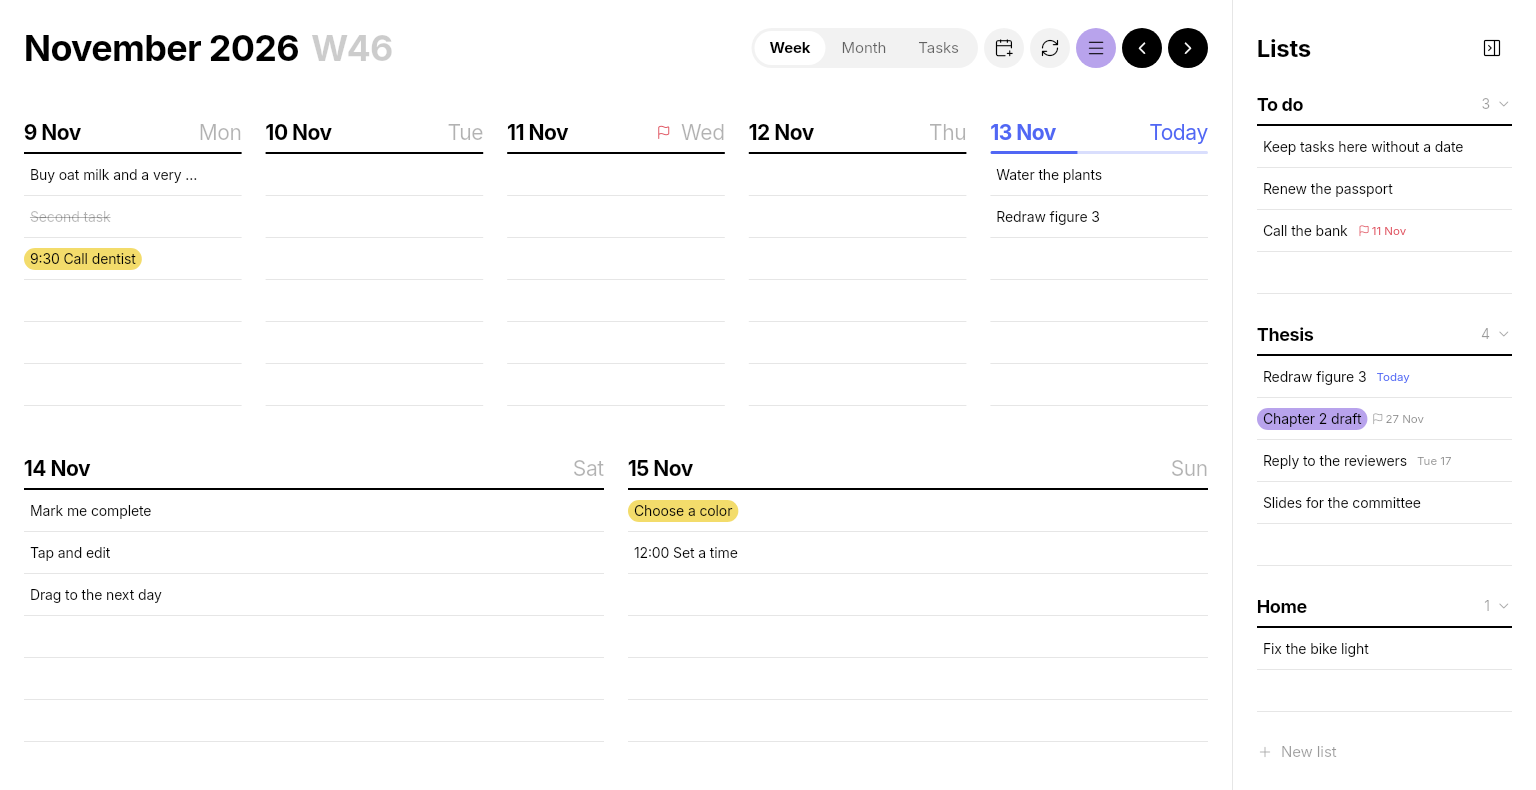 November 2026 W46
Week Month Tasks
9 Nov Mon
Buy oat milk and a very ...
Second task
9:30 Call dentist
10 Nov Tue
11 Nov Wed
12 Nov Thu
13 Nov Today
Water the plants
Redraw figure 3
14 Nov Sat
Mark me complete
Tap and edit
Drag to the next day
15 Nov Sun
Choose a color
12:00 Set a time
Lists
To do 3
Keep tasks here without a date
Renew the passport
Call the bank 11 Nov
Thesis 4
Redraw figure 3 Today
Chapter 2 draft 27 Nov
Reply to the reviewers Tue 17
Slides for the committee
Home 1
Fix the bike light
New list